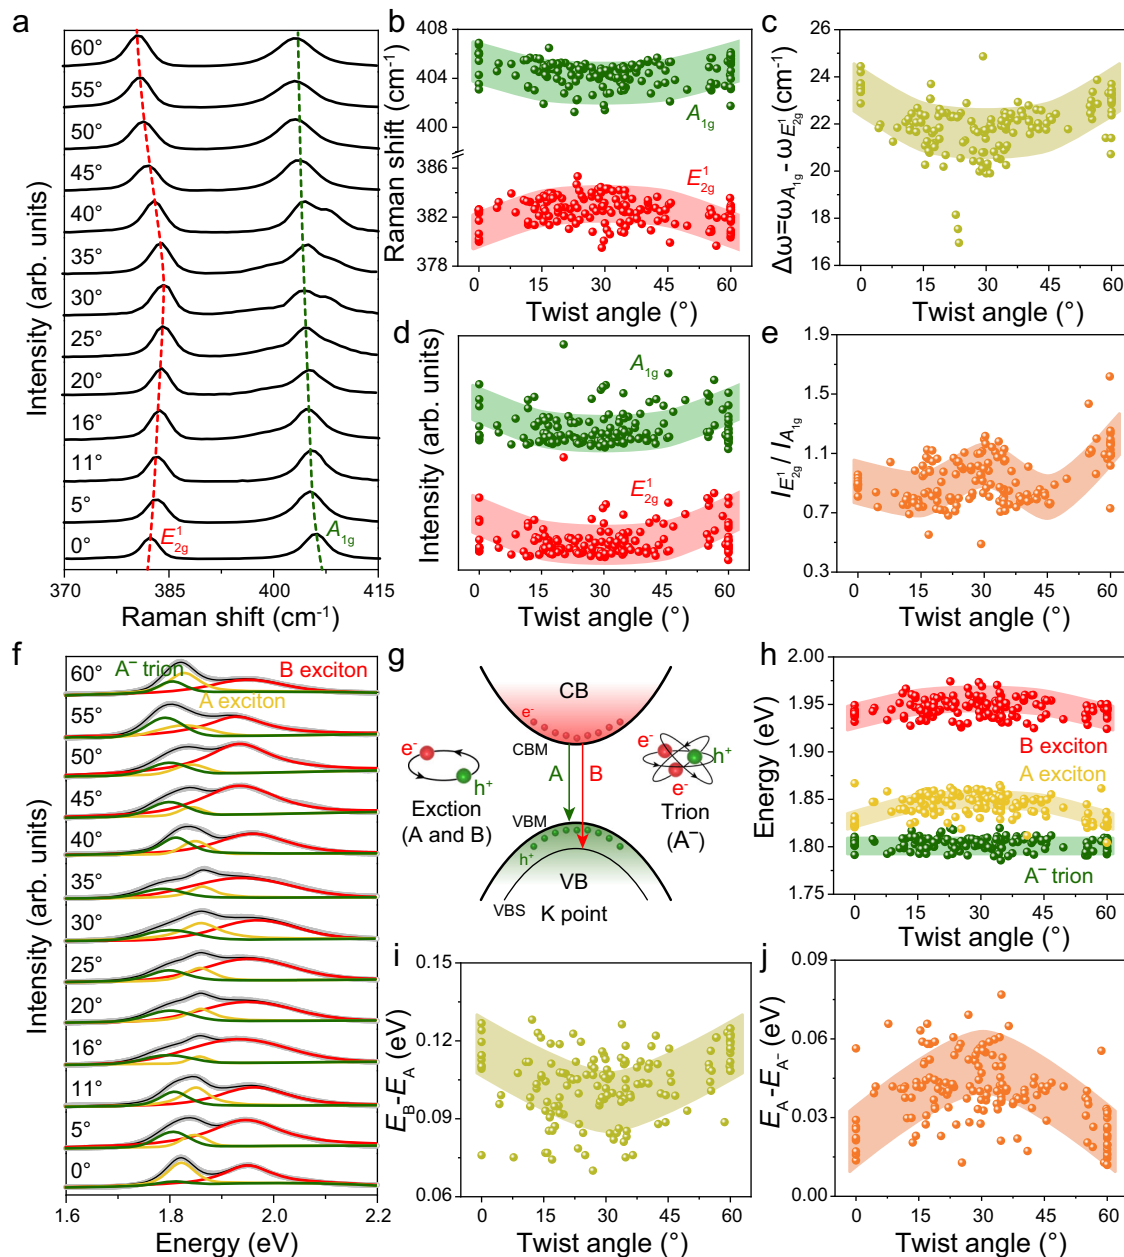 a
60°
55°
50°
45°
40°
35°
30°
25°
20°
16°
11°
5°
0°
E¹2g
A1g
370 385 400 415
Raman shift (cm-1)
Intensity (arb. units)
b
Raman shift (cm-1)
404
400
386
382
378
A1g
E¹2g
0 15 30 45 60
Twist angle (°)
c
Δω=ωA1g - ωE¹2g (cm-1)
26
24
22
20
18
16
0 15 30 45 60
Twist angle (°)
d
Intensity (arb. units)
A1g
E¹2g
0 15 30 45 60
Twist angle (°)
e
IE¹2g / IA1g
1.9
1.5
1.1
0.7
0.3
0 15 30 45 60
Twist angle (°)
f
60°
A⁻ trion
B exciton
A exciton
55°
50°
45°
40°
35°
30°
25°
20°
16°
11°
5°
0°
1.6 1.8 2.0 2.2
Energy (eV)
Intensity (arb. units)
g
CB
e-
CBM
e-
h+
Exction
(A and B)
A
B
e-
h+
e-
Trion
(A⁻)
VBM
h+
VB
VBS
K point
h
Energy (eV)
2.00
1.95
1.90
1.85
1.80
1.75
B exciton
A exciton
A⁻ trion
0 15 30 45 60
Twist angle (°)
i
EB-EA (eV)
0.15
0.12
0.09
0.06
0 15 30 45 60
Twist angle (°)
j
EA-EA⁻ (eV)
0.09
0.06
0.03
0.00
0 15 30 45 60
Twist angle (°)